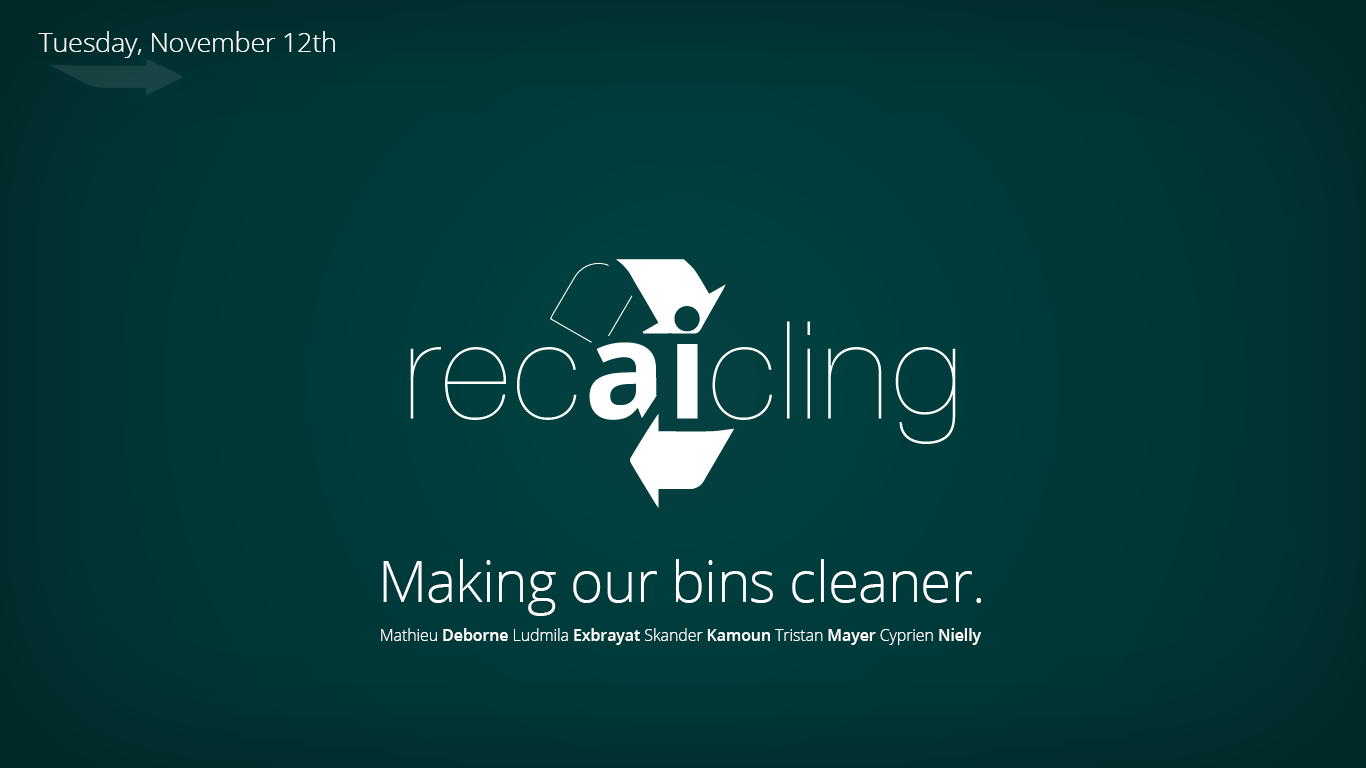 Tuesday, November 12th
recaicling
Making our bins cleaner.
Mathieu Deborne Ludmila Exbrayat Skander Kamoun Tristan Mayer Cyprien Nielly